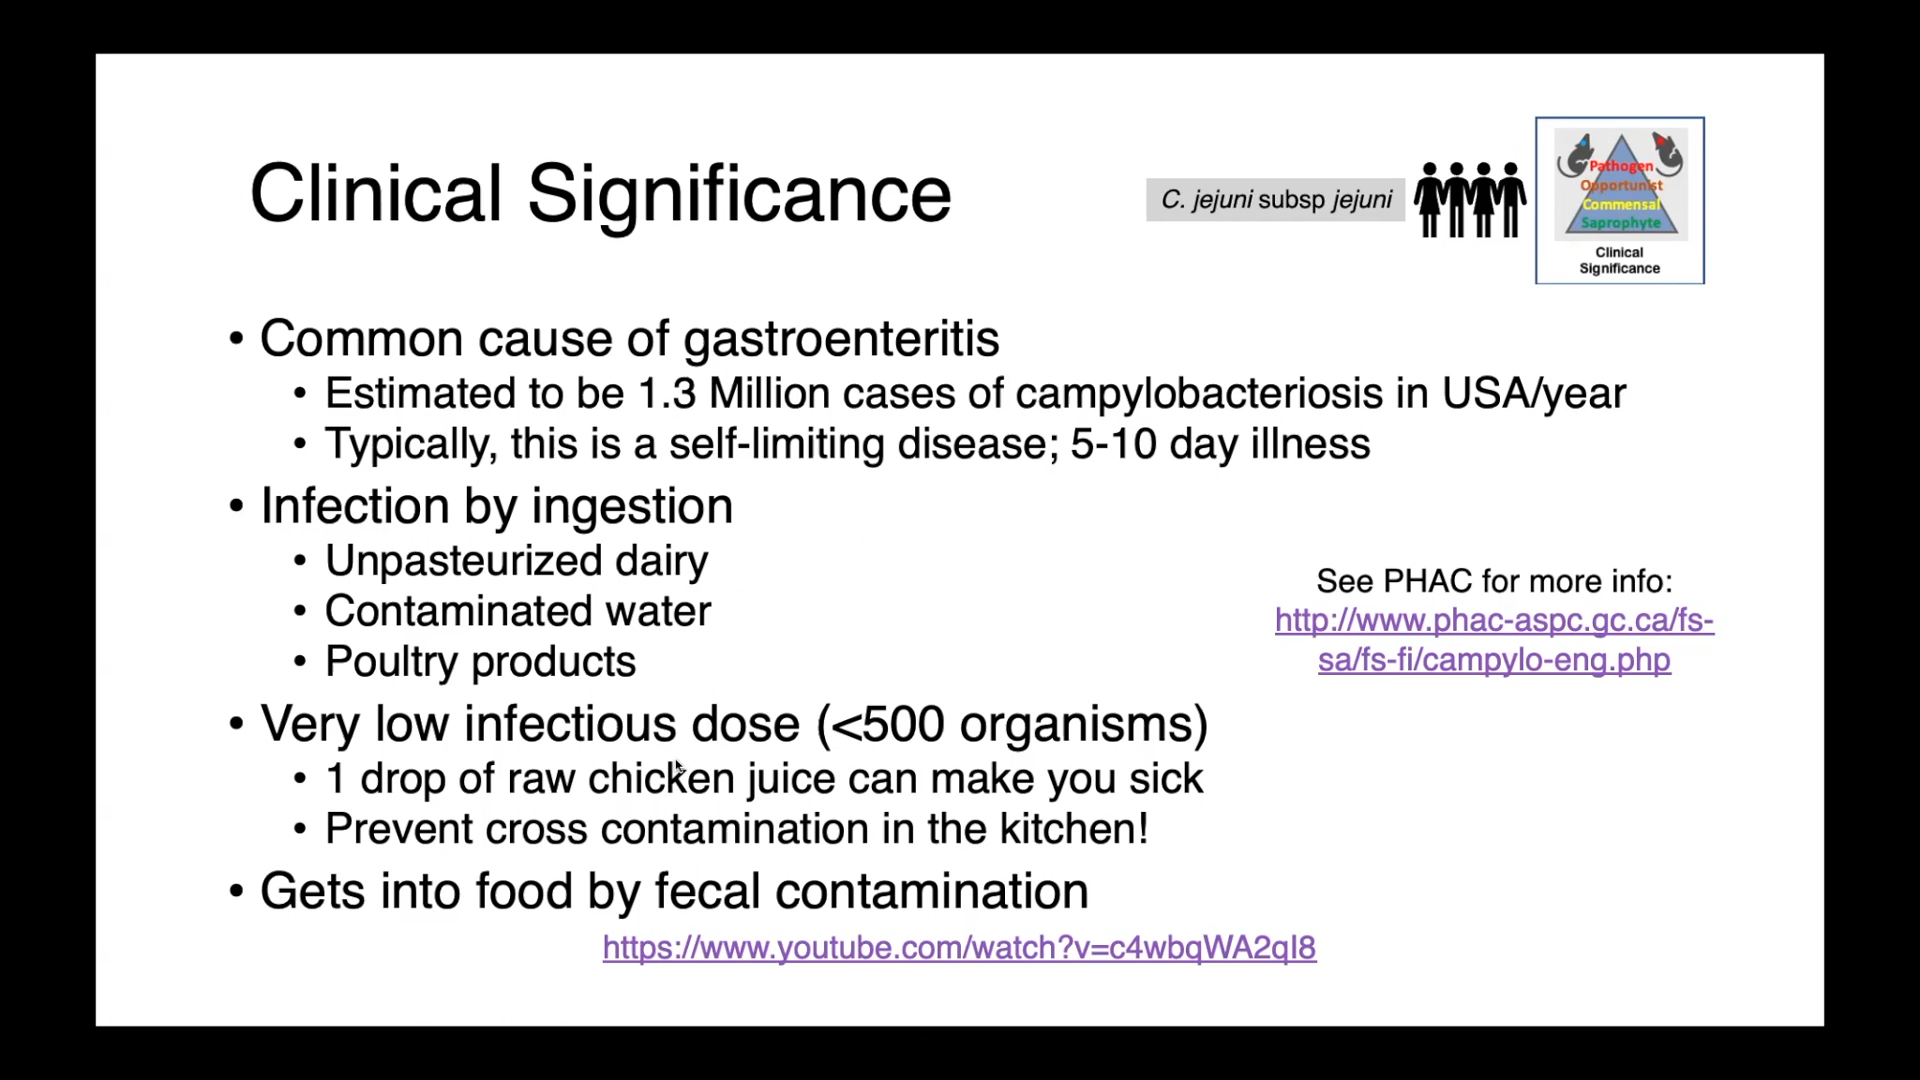 Clinical Significance
C. jejuni subsp jejuni
Pathogen
Opportunist
Commensal
Saprophyte
Clinical
Significance
• Common cause of gastroenteritis
• Estimated to be 1.3 Million cases of campylobacteriosis in USA/year
• Typically, this is a self-limiting disease; 5-10 day illness
• Infection by ingestion
• Unpasteurized dairy
• Contaminated water
• Poultry products
See PHAC for more info:
http://www.phac-aspc.gc.ca/fs-
sa/fs-fi/campylo-eng.php
• Very low infectious dose (<500 organisms)
• 1 drop of raw chicken juice can make you sick
• Prevent cross contamination in the kitchen!
• Gets into food by fecal contamination
https://www.youtube.com/watch?v=c4wbqWA2qI8